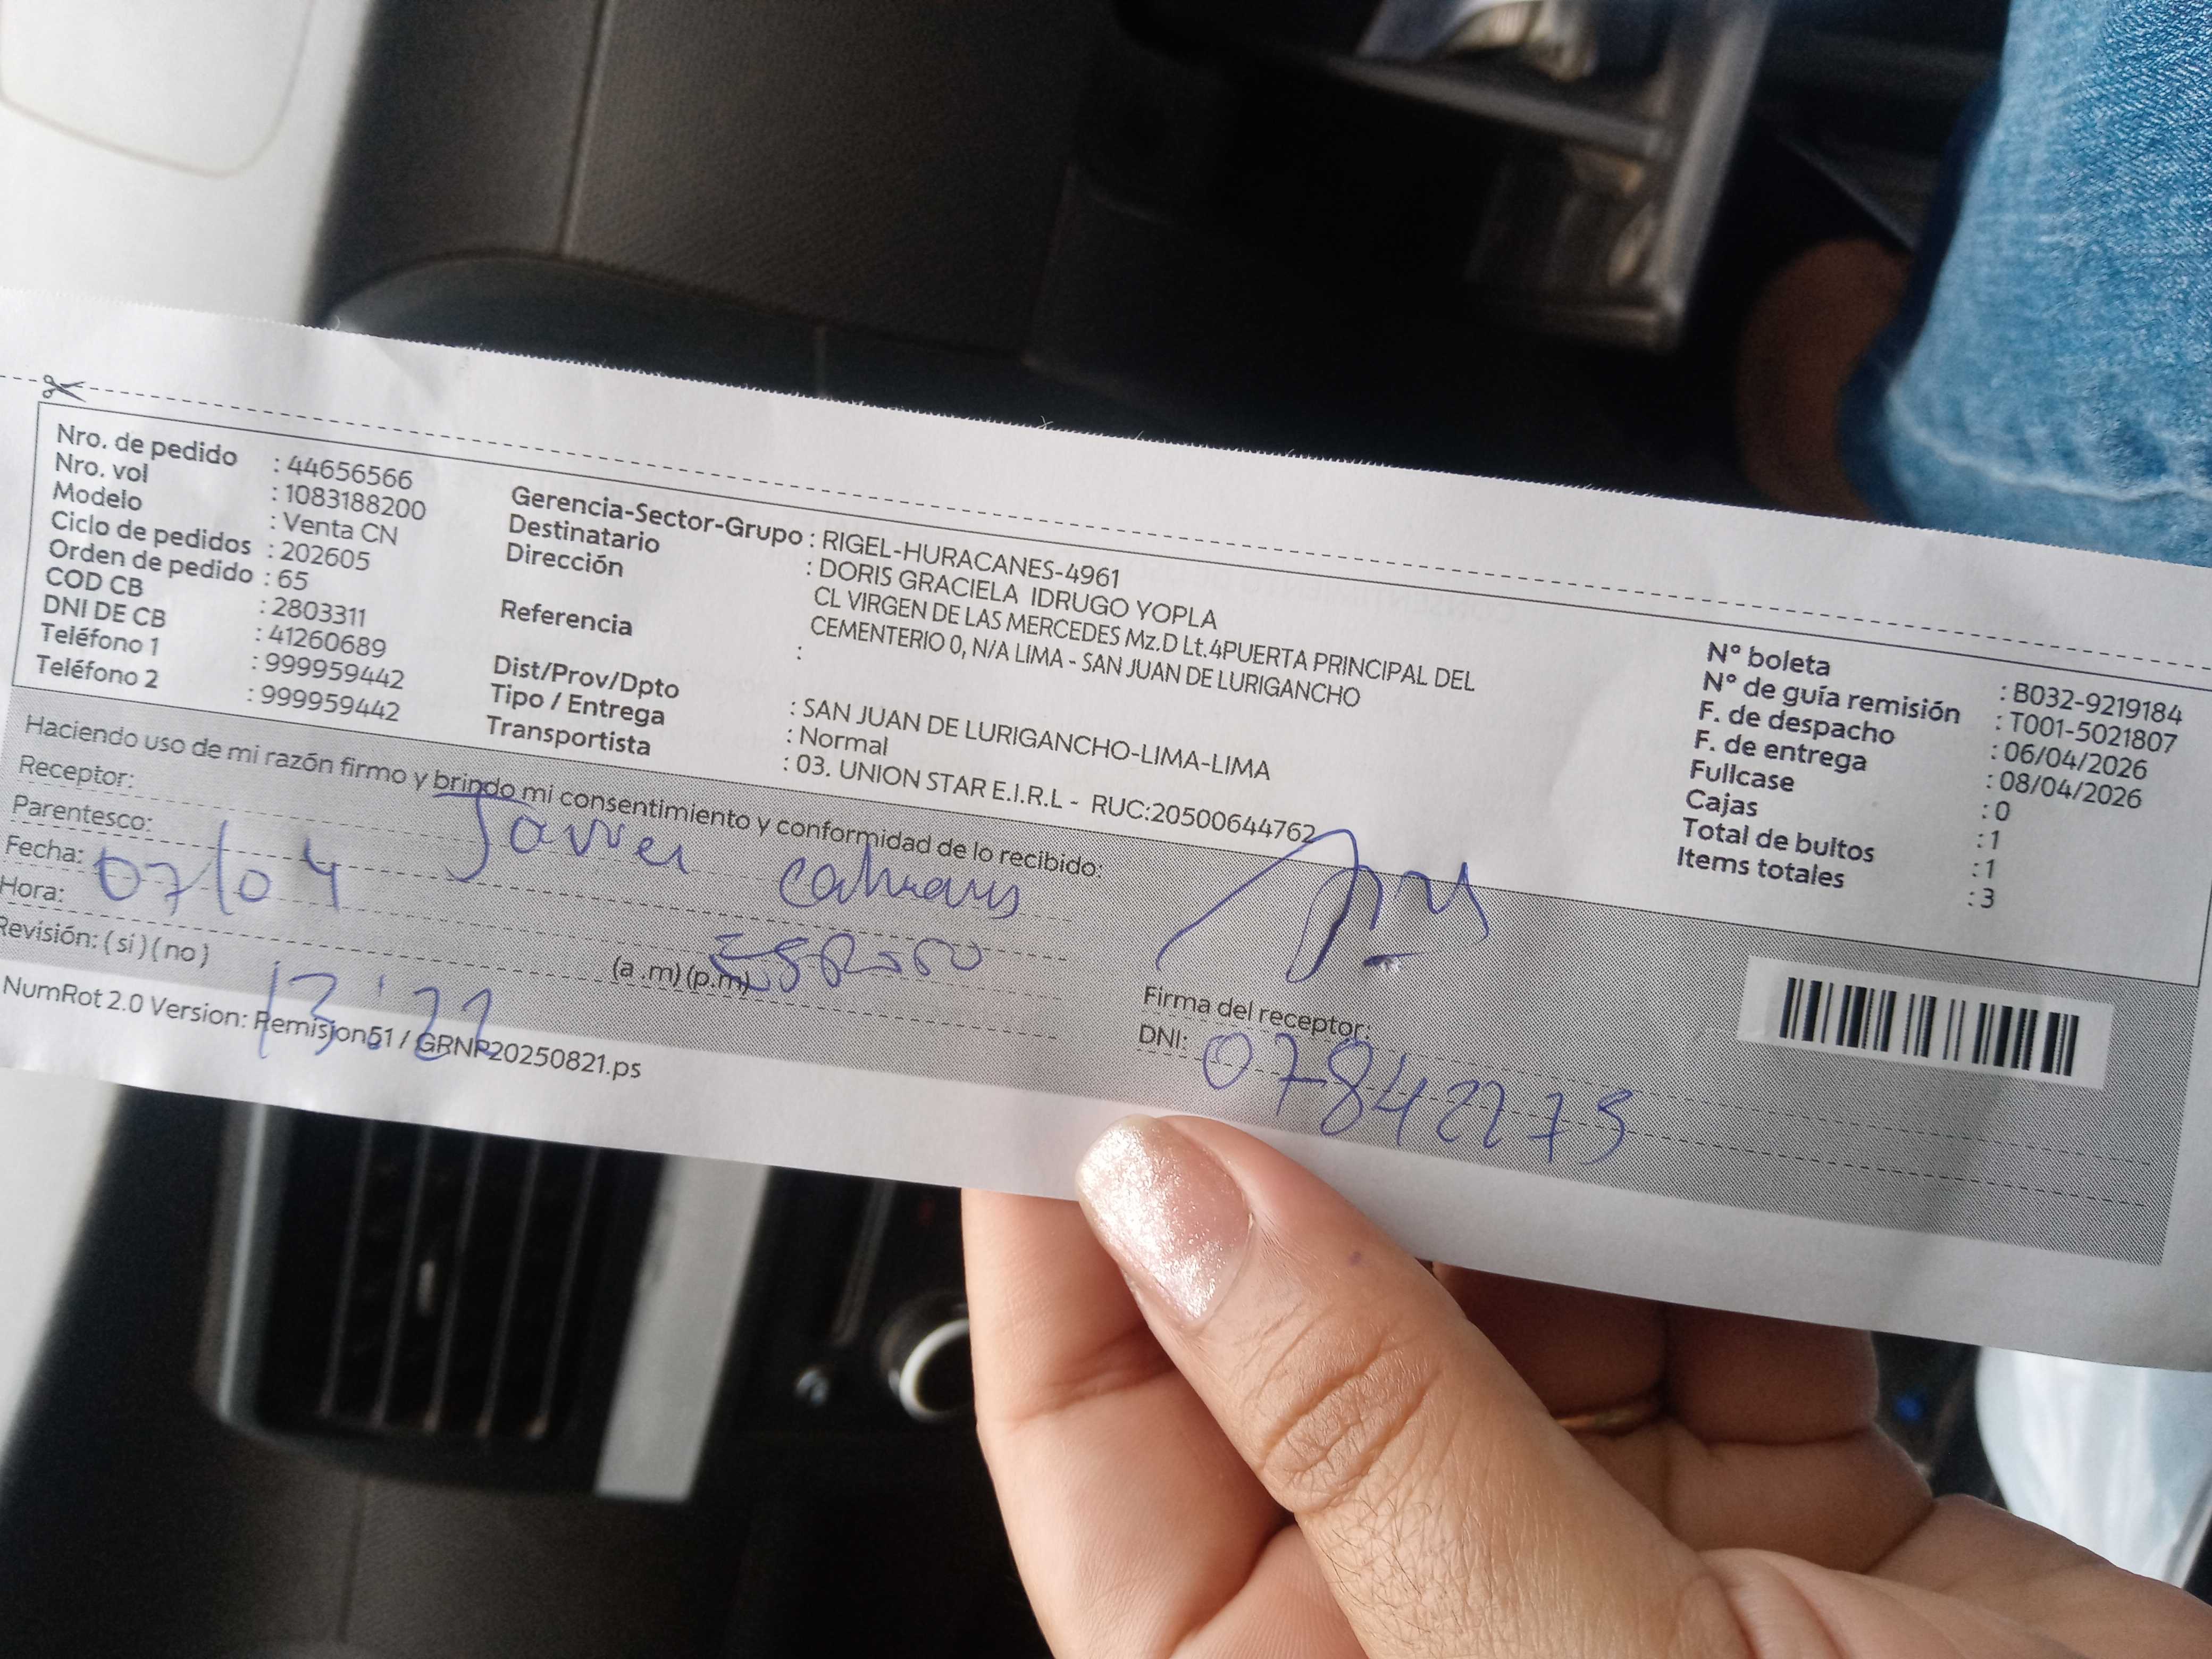 Nro. de pedido : 44656566
Nro. vol : 1083188200
Modelo : Venta CN
Ciclo de pedidos : 202605
Orden de pedido : 65
COD CB : 2803311
DNI DE CB : 41260689
Teléfono 1 : 999959442
Teléfono 2 : 999959442
Gerencia-Sector-Grupo : RIGEL-HURACANES-4961
Destinatario : DORIS GRACIELA IDRUGO YOPLA
Dirección CL VIRGEN DE LAS MERCEDES Mz.D Lt.4PUERTA PRINCIPAL DEL
CEMENTERIO 0, N/A LIMA - SAN JUAN DE LURIGANCHO
Referencia :
Dist/Prov/Dpto : SAN JUAN DE LURIGANCHO-LIMA-LIMA
Tipo / Entrega : Normal
Transportista : 03. UNION STAR E.I.R.L - RUC:20500644762
N° boleta : B032-9219184
N° de guía remisión : T001-5021807
F. de despacho : 06/04/2026
F. de entrega : 08/04/2026
Fullcase : 0
Cajas : 1
Total de bultos : 1
Items totales : 3
Haciendo uso de mi razón firmo y brindo mi consentimiento y conformidad de lo recibido:
Receptor: Javier
Parentesco: Esposo
Fecha: 07/04
Hora: 13:22 (a .m) (p.m)
Revisión: ( si ) ( no )
Firma del receptor:
DNI: 07842273
NumRot 2.0 Version: Remision51 / GRNP20250821.ps